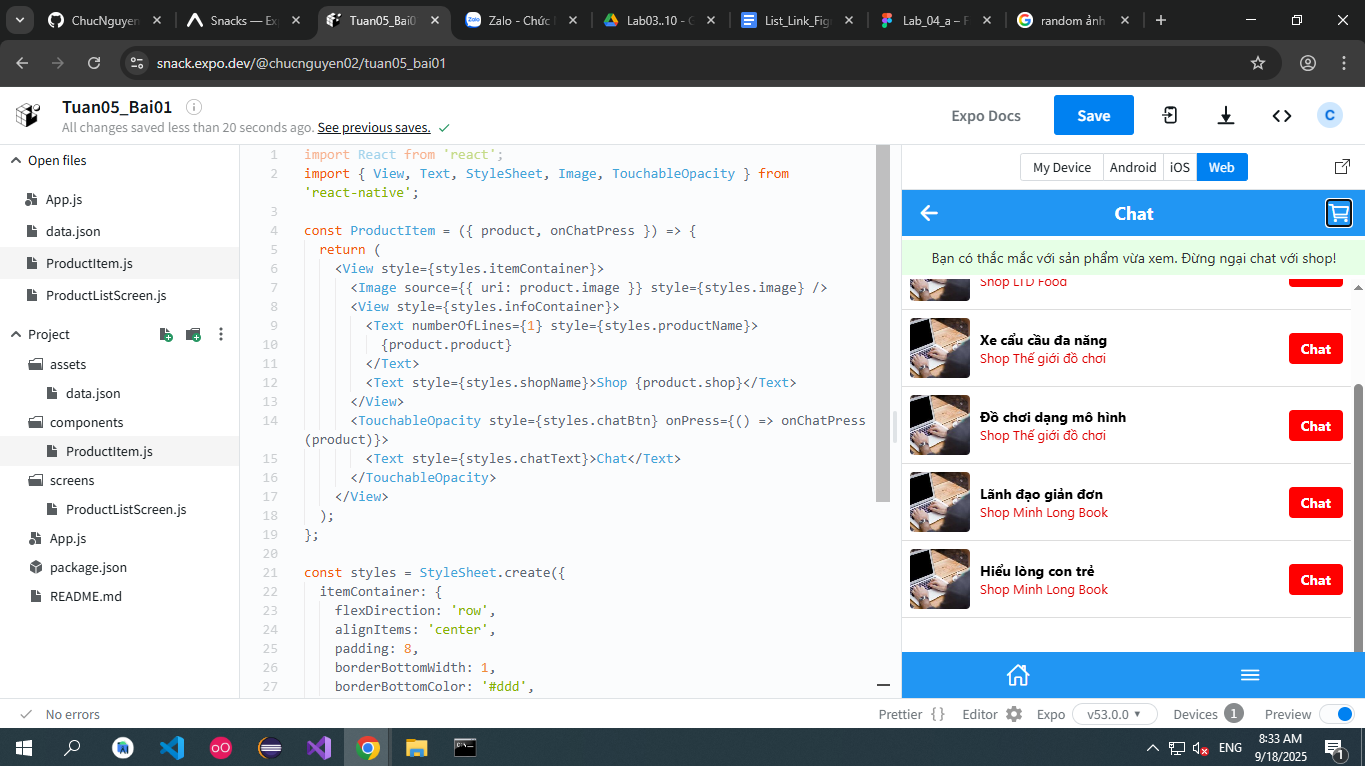 ChucNguyen
Snacks — Ex
Tuan05_Bai0
Zalo - Chức
Lab03..10 - G
List_Link_Fig
Lab_04_a – F
random ảnh
snack.expo.dev/@chucnguyen02/tuan05_bai01
Tuan05_Bai01
All changes saved less than 20 seconds ago. See previous saves.
Expo Docs
Save
C
Open files
App.js
data.json
ProductItem.js
ProductListScreen.js
Project
assets
data.json
components
ProductItem.js
screens
ProductListScreen.js
App.js
package.json
README.md
1 import React from 'react';
2 import { View, Text, StyleSheet, Image, TouchableOpacity } from
'react-native';
3
4 const ProductItem = ({ product, onChatPress }) => {
5 return (
6 <View style={styles.itemContainer}>
7 <Image source={{ uri: product.image }} style={styles.image} />
8 <View style={styles.infoContainer}>
9 <Text numberOfLines={1} style={styles.productName}>
10 {product.product}
11 </Text>
12 <Text style={styles.shopName}>Shop {product.shop}</Text>
13 </View>
14 <TouchableOpacity style={styles.chatBtn} onPress={() => onChatPress
(product)}>
15 <Text style={styles.chatText}>Chat</Text>
16 </TouchableOpacity>
17 </View>
18 );
19 };
20
21 const styles = StyleSheet.create({
22 itemContainer: {
23 flexDirection: 'row',
24 alignItems: 'center',
25 padding: 8,
26 borderBottomWidth: 1,
27 borderBottomColor: '#ddd',
My Device Android iOS Web
Chat
Bạn có thắc mắc với sản phẩm vừa xem. Đừng ngại chat với shop!
Shop LTD Food
Xe cẩu cầu đa năng
Shop Thế giới đồ chơi
Chat
Đồ chơi dạng mô hình
Shop Thế giới đồ chơi
Chat
Lãnh đạo giản đơn
Shop Minh Long Book
Chat
Hiểu lòng con trẻ
Shop Minh Long Book
Chat
No errors
Prettier { }
Editor
Expo v53.0.0
Devices 1
Preview
ENG
8:33 AM
9/18/2025
1